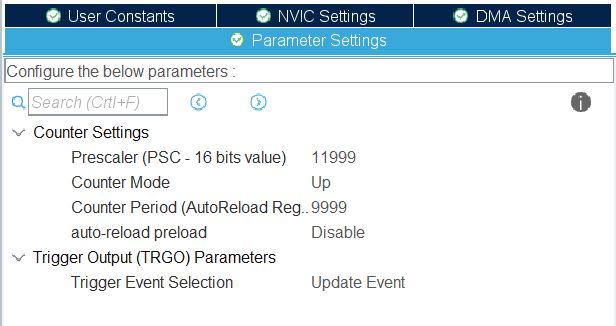 User Constants NVIC Settings DMA Settings
Parameter Settings
Configure the below parameters :
Search (Crtl+F)
Counter Settings
Prescaler (PSC - 16 bits value) 11999
Counter Mode Up
Counter Period (AutoReload Reg.. 9999
auto-reload preload Disable
Trigger Output (TRGO) Parameters
Trigger Event Selection Update Event